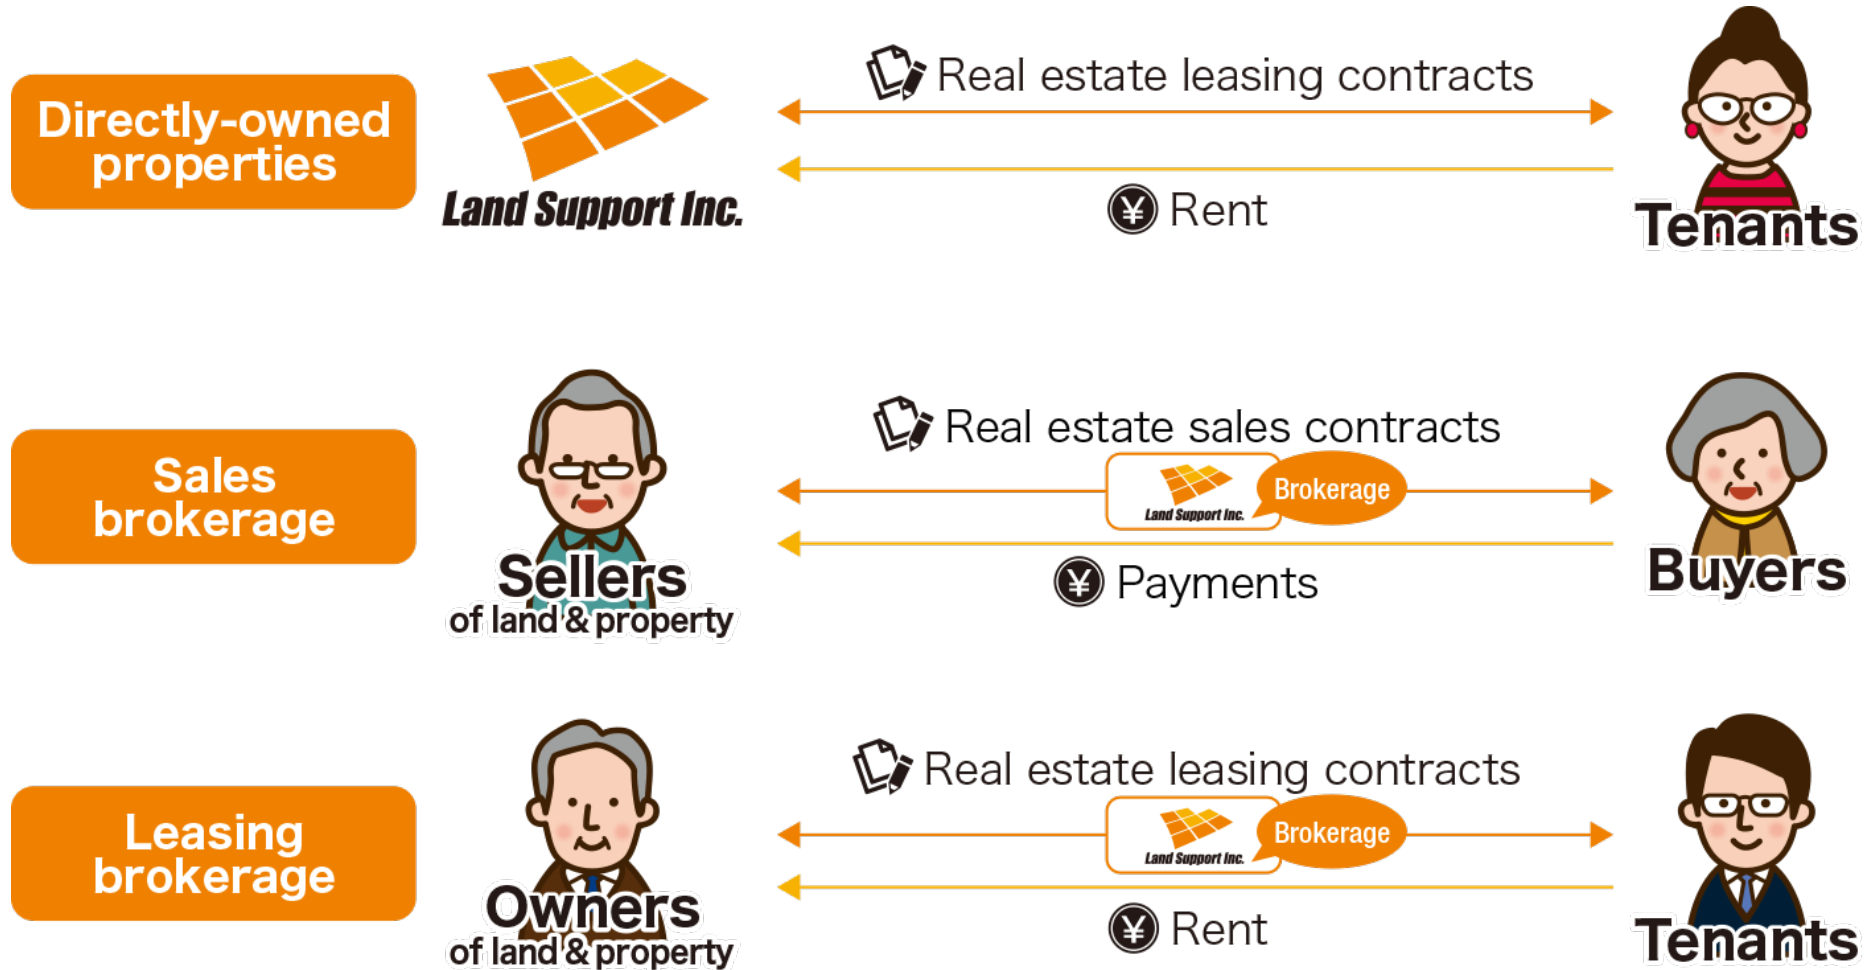 Directly-owned
properties
Land Support Inc.
Real estate leasing contracts
¥ Rent
Tenants
Sales
brokerage
Sellers
of land & property
Real estate sales contracts
Land Support Inc.
Brokerage
¥ Payments
Buyers
Leasing
brokerage
Owners
of land & property
Real estate leasing contracts
Land Support Inc.
Brokerage
¥ Rent
Tenants